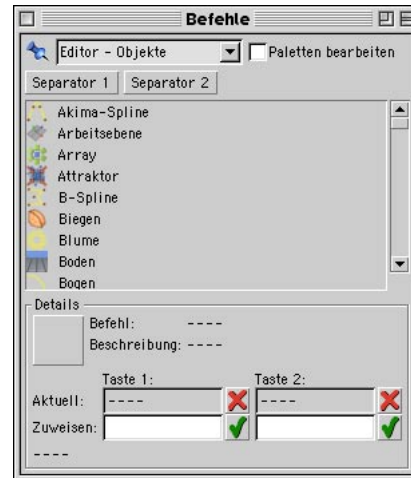 Befehle
Editor - Objekte Paletten bearbeiten
Separator 1 Separator 2
Akima-Spline
Arbeitsebene
Array
Attraktor
B-Spline
Biegen
Blume
Boden
Bogen
Details
Befehl: ----
Beschreibung: ----
Taste 1: Taste 2:
Aktuell: ---- ----
Zuweisen:
----